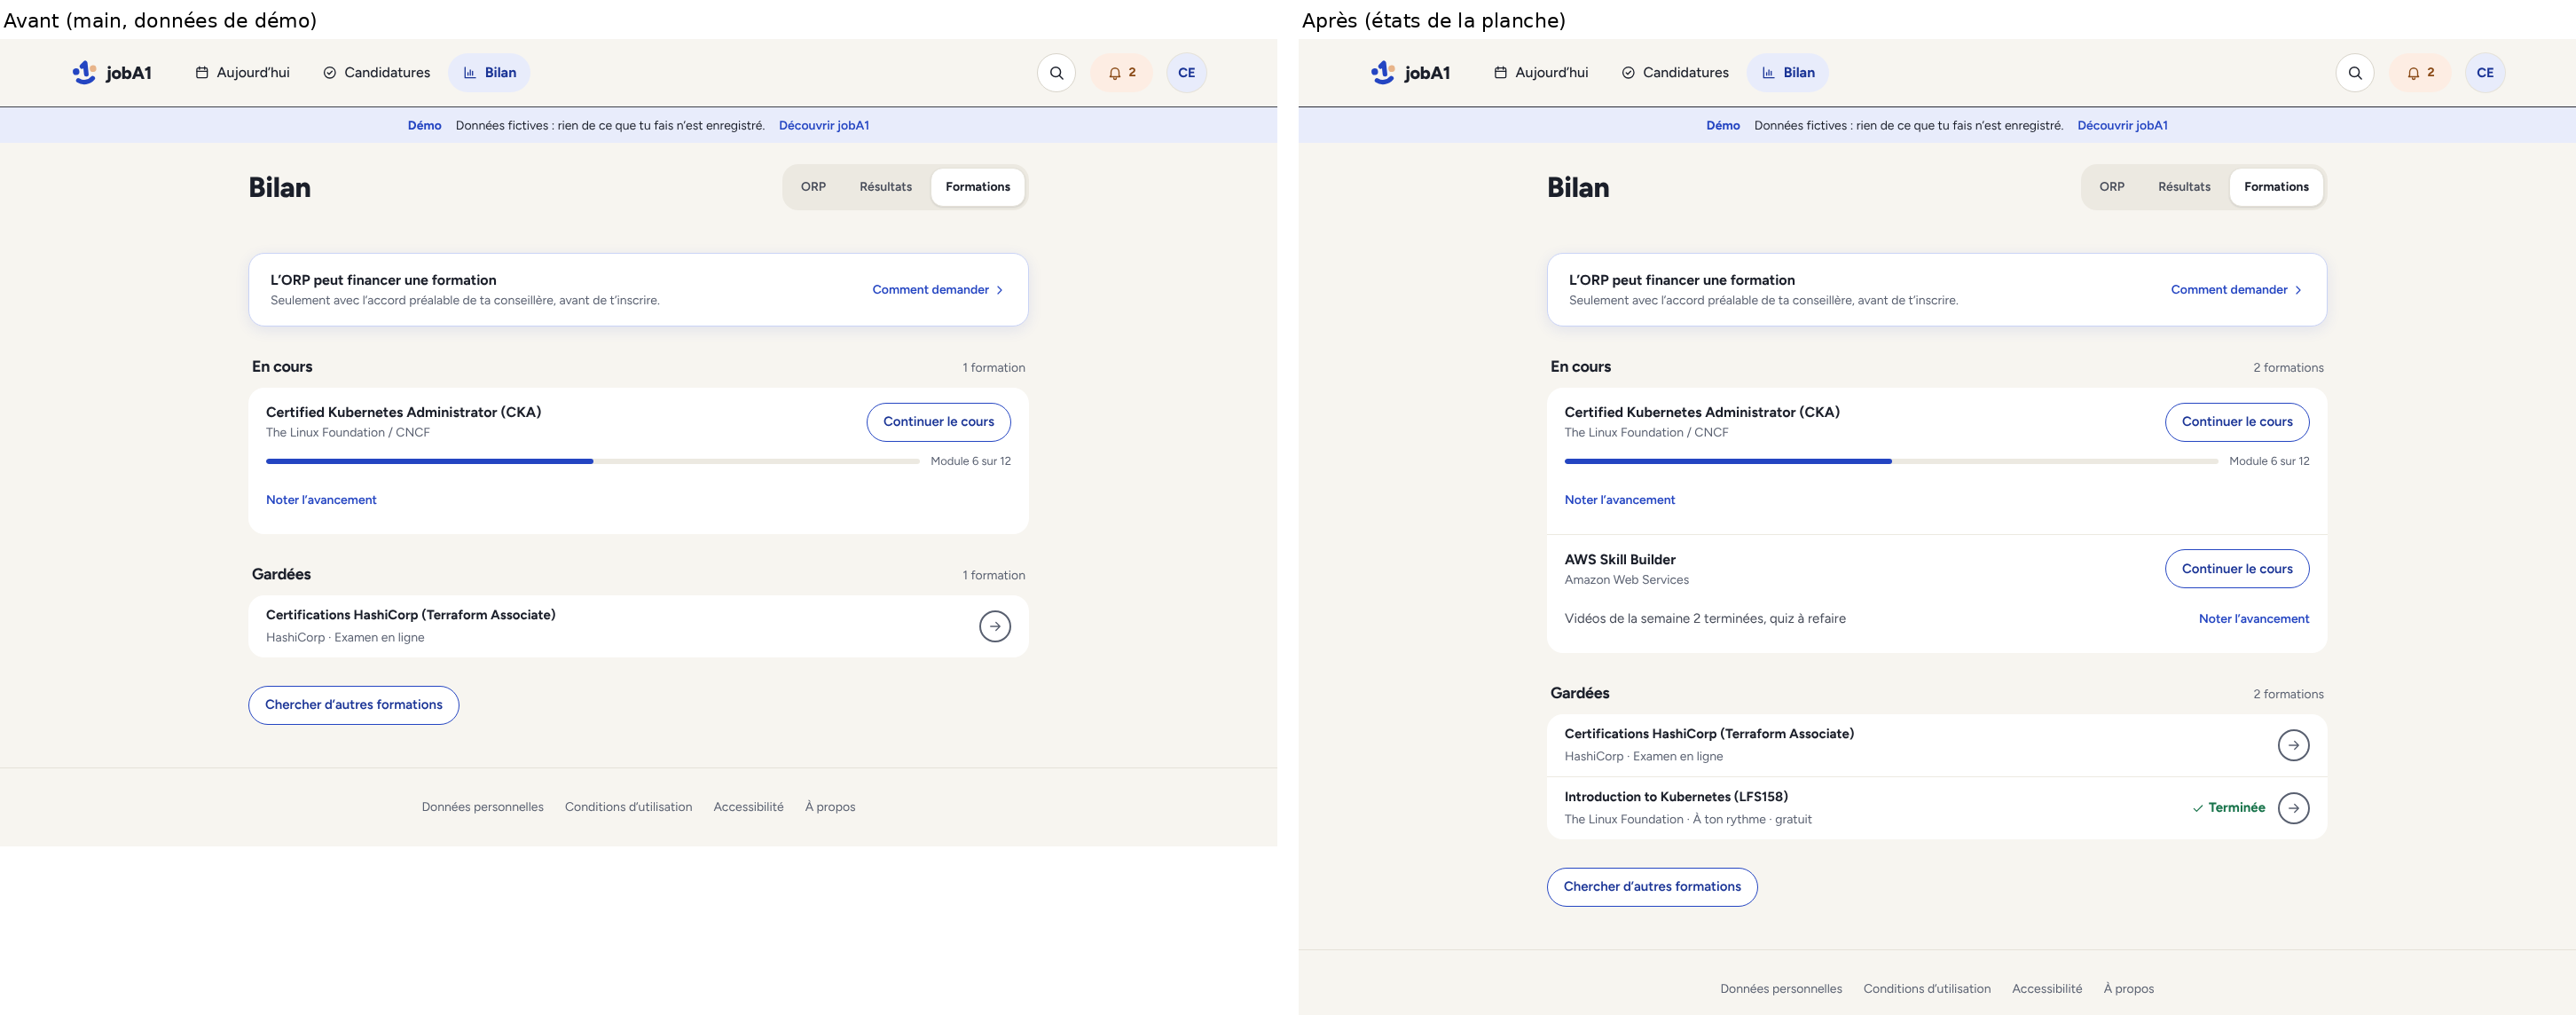 Avant (main, données de démo)
jobA1 Aujourd’hui Candidatures Bilan 2 CE
Démo Données fictives : rien de ce que tu fais n’est enregistré. Découvrir jobA1
Bilan ORP Résultats Formations
L’ORP peut financer une formation
Seulement avec l’accord préalable de ta conseillère, avant de t’inscrire.
Comment demander
En cours 1 formation
Certified Kubernetes Administrator (CKA)
The Linux Foundation / CNCF
Continuer le cours
Module 6 sur 12
Noter l’avancement
Gardées 1 formation
Certifications HashiCorp (Terraform Associate)
HashiCorp · Examen en ligne
Chercher d’autres formations
Données personnelles Conditions d’utilisation Accessibilité À propos
Après (états de la planche)
jobA1 Aujourd’hui Candidatures Bilan 2 CE
Démo Données fictives : rien de ce que tu fais n’est enregistré. Découvrir jobA1
Bilan ORP Résultats Formations
L’ORP peut financer une formation
Seulement avec l’accord préalable de ta conseillère, avant de t’inscrire.
Comment demander
En cours 2 formations
Certified Kubernetes Administrator (CKA)
The Linux Foundation / CNCF
Continuer le cours
Module 6 sur 12
Noter l’avancement
AWS Skill Builder
Amazon Web Services
Continuer le cours
Vidéos de la semaine 2 terminées, quiz à refaire Noter l’avancement
Gardées 2 formations
Certifications HashiCorp (Terraform Associate)
HashiCorp · Examen en ligne
Introduction to Kubernetes (LFS158)
The Linux Foundation · À ton rythme · gratuit
Terminée
Chercher d’autres formations
Données personnelles Conditions d’utilisation Accessibilité À propos